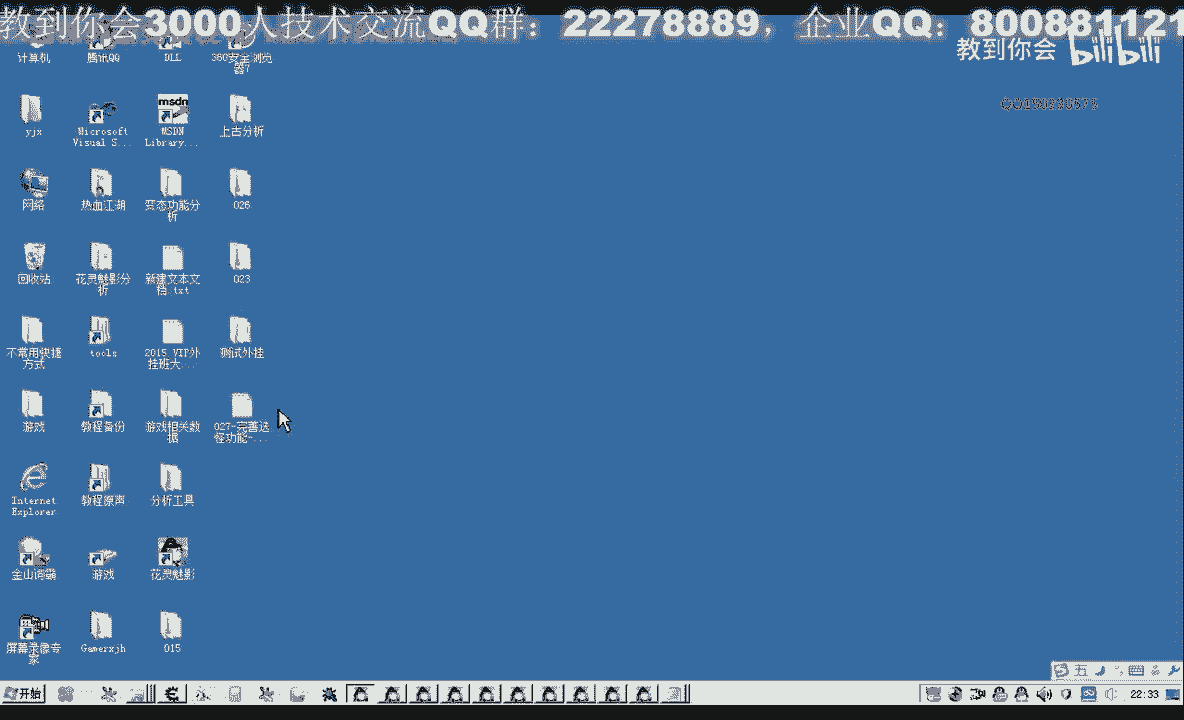 教到你会3000人技术交流QQ群：22278889，企业QQ：800881121
教到你会 bilibili
计算机
腾讯QQ
DLL
360安全浏览
器7
yjx
Microsoft
Visual S...
MSDN
Library...
上古分析
网络
热血江湖
变态功能分
析
026
回收站
花灵魅影分
析
新建文本文
档.txt
023
不常用快捷
方式
tools
2015 VIP外
挂班大...
测试外挂
游戏
教程备份
游戏相关数
据
027-完善选
怪功能-...
Internet
Explorer
教程原声
分析工具
金山词霸
游戏
花灵魅影
屏幕录像专
家
Gamerxjh
015
五
开始
22:33